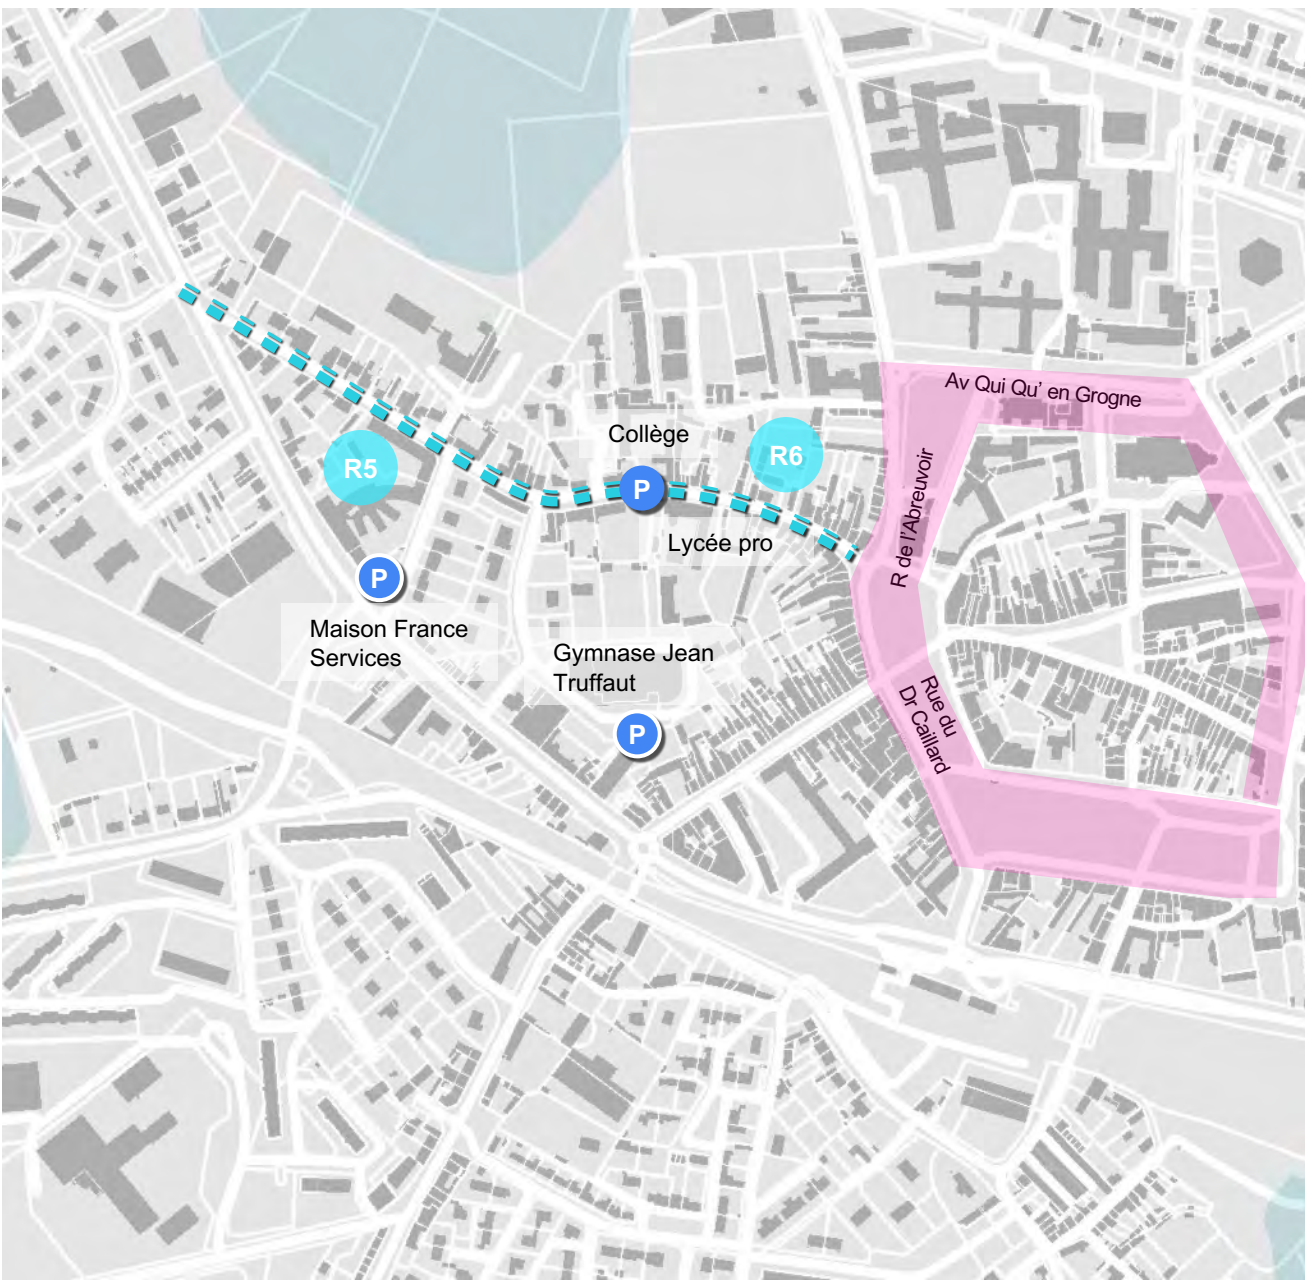 Av Qui Qu' en Grogne
Collège
R5
R6
P
R de l'Abreuvoir
Lycée pro
P
Maison France
Services
Gymnase Jean
Truffaut
Rue du
Dr Caillard
P